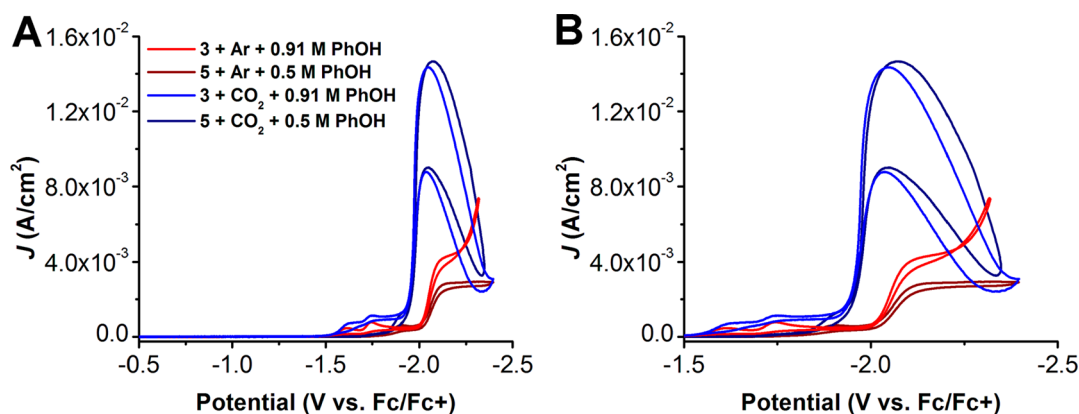 A
B
1.6x10⁻²
1.2x10⁻²
8.0x10⁻³
4.0x10⁻³
0.0
J (A/cm²)
3 + Ar + 0.91 M PhOH
5 + Ar + 0.5 M PhOH
3 + CO₂ + 0.91 M PhOH
5 + CO₂ + 0.5 M PhOH
-0.5 -1.0 -1.5 -2.0 -2.5
Potential (V vs. Fc/Fc+)
1.6x10⁻²
1.2x10⁻²
8.0x10⁻³
4.0x10⁻³
0.0
J (A/cm²)
-1.5 -2.0 -2.5
Potential (V vs. Fc/Fc+)